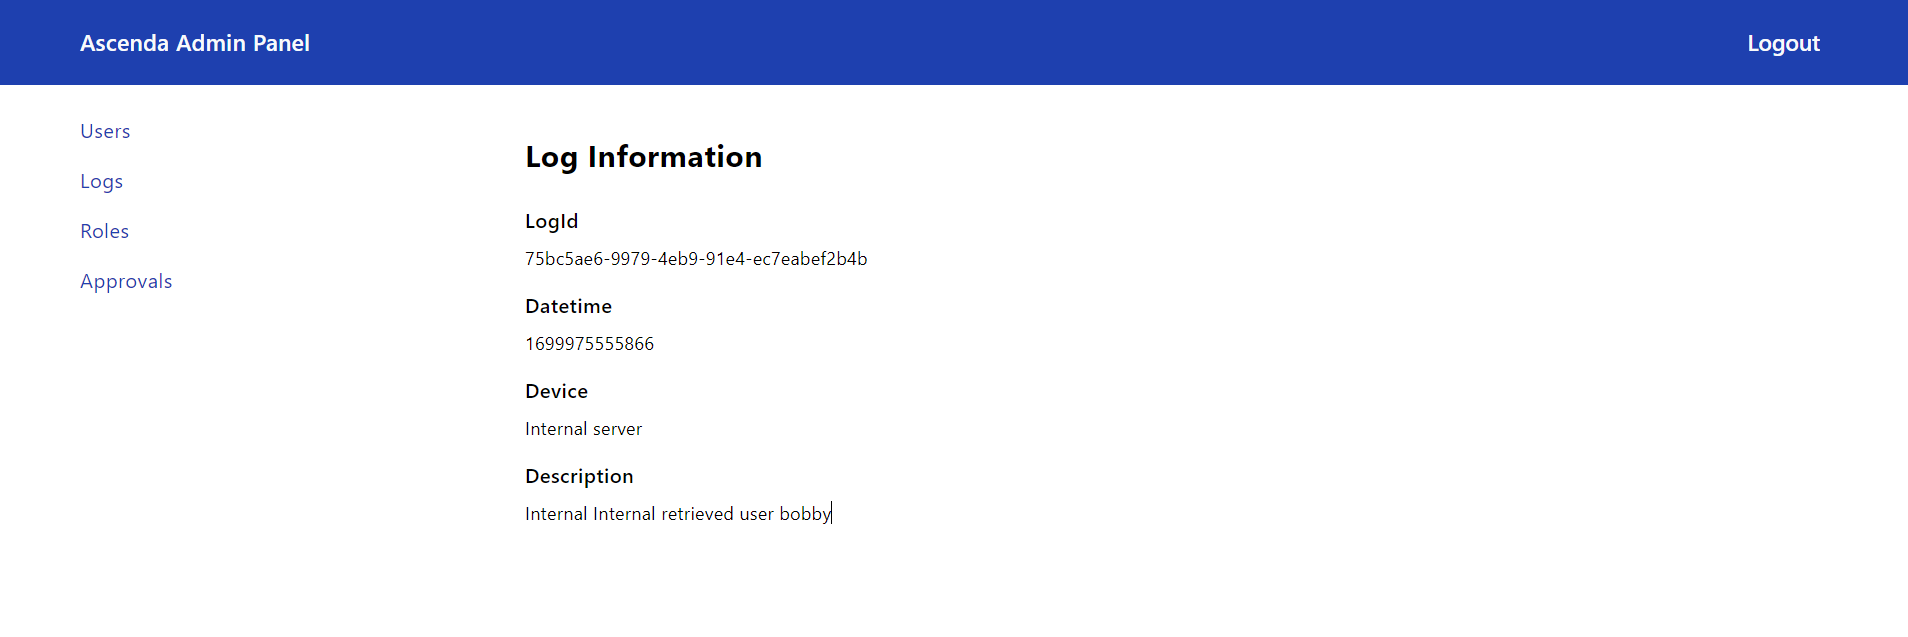 Ascenda Admin Panel
Logout
Users
Logs
Roles
Approvals
Log Information
LogId
75bc5ae6-9979-4eb9-91e4-ec7eabef2b4b
Datetime
1699975555866
Device
Internal server
Description
Internal Internal retrieved user bobby